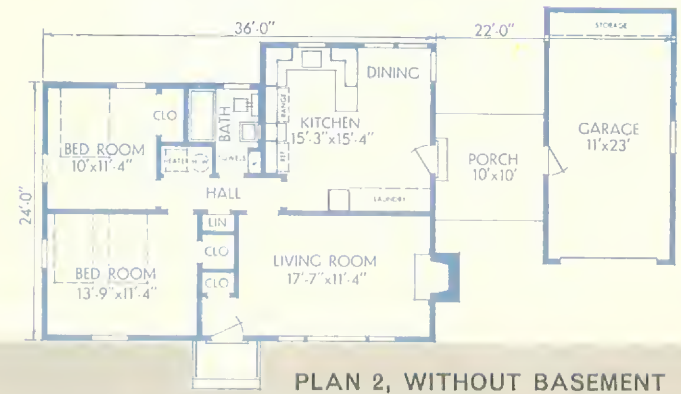 36'-0"
22'-0"
STORAGE
DINING
CLO
BATH
RANGE
KITCHEN
15'-3"x15'-4"
GARAGE
11'x23'
BED ROOM
10'x11'-4"
HEATER
H.W.
TOWELS
REF.
PORCH
10'x10'
24'-0"
HALL
LAUNDRY
LIN
CLO
LIVING ROOM
17'-7"x11'-4"
BED ROOM
13'-9"x11'-4"
CLO
PLAN 2, WITHOUT BASEMENT